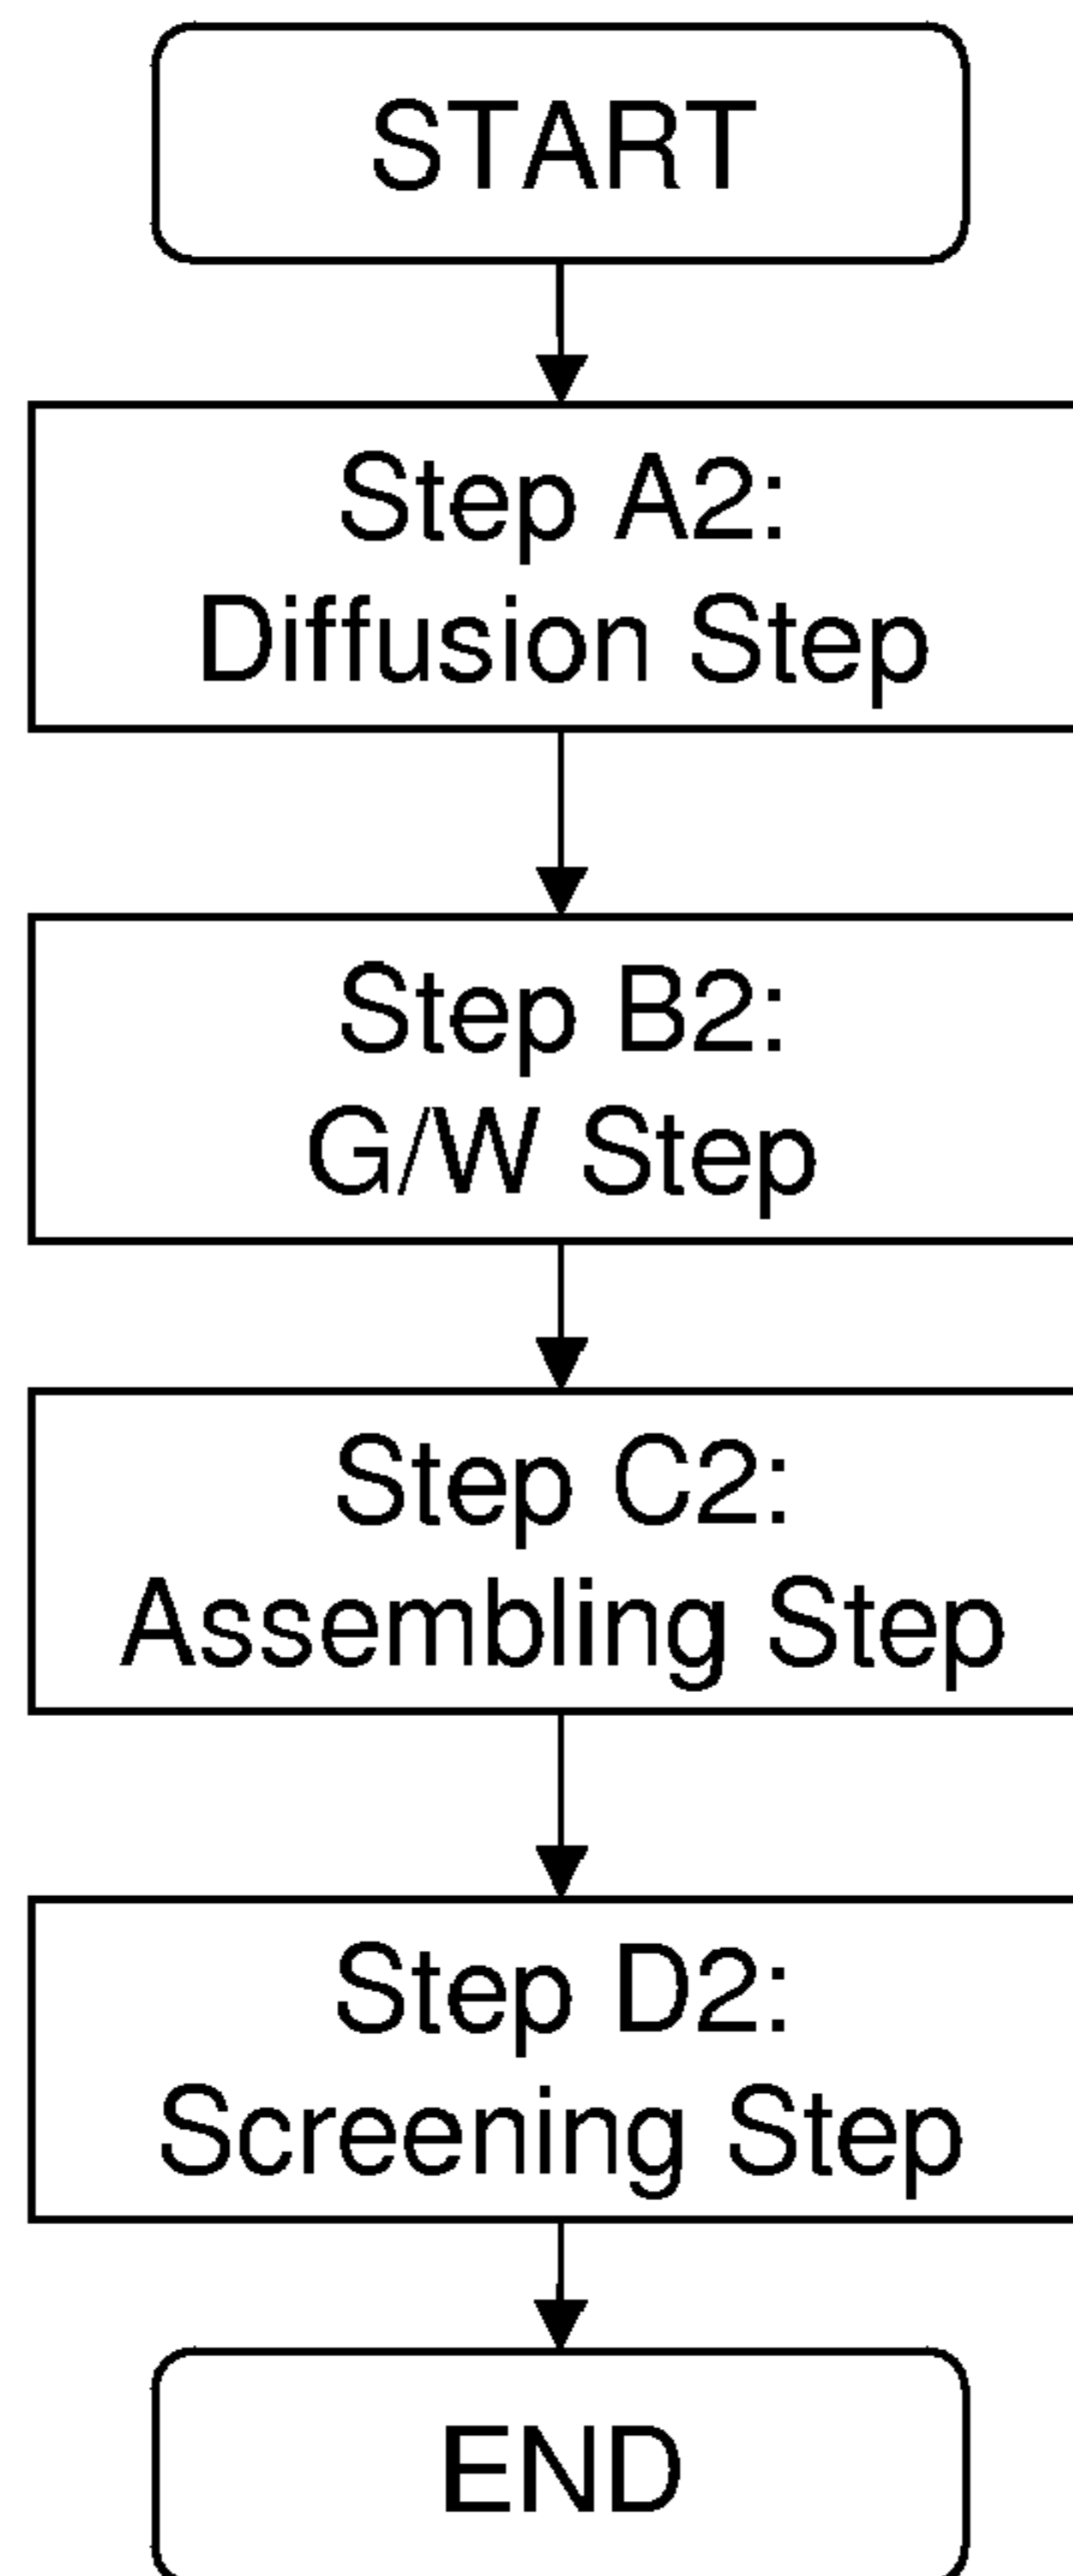 START
Step A2:
Diffusion Step
Step B2:
G/W Step
Step C2:
Assembling Step
Step D2:
Screening Step
END